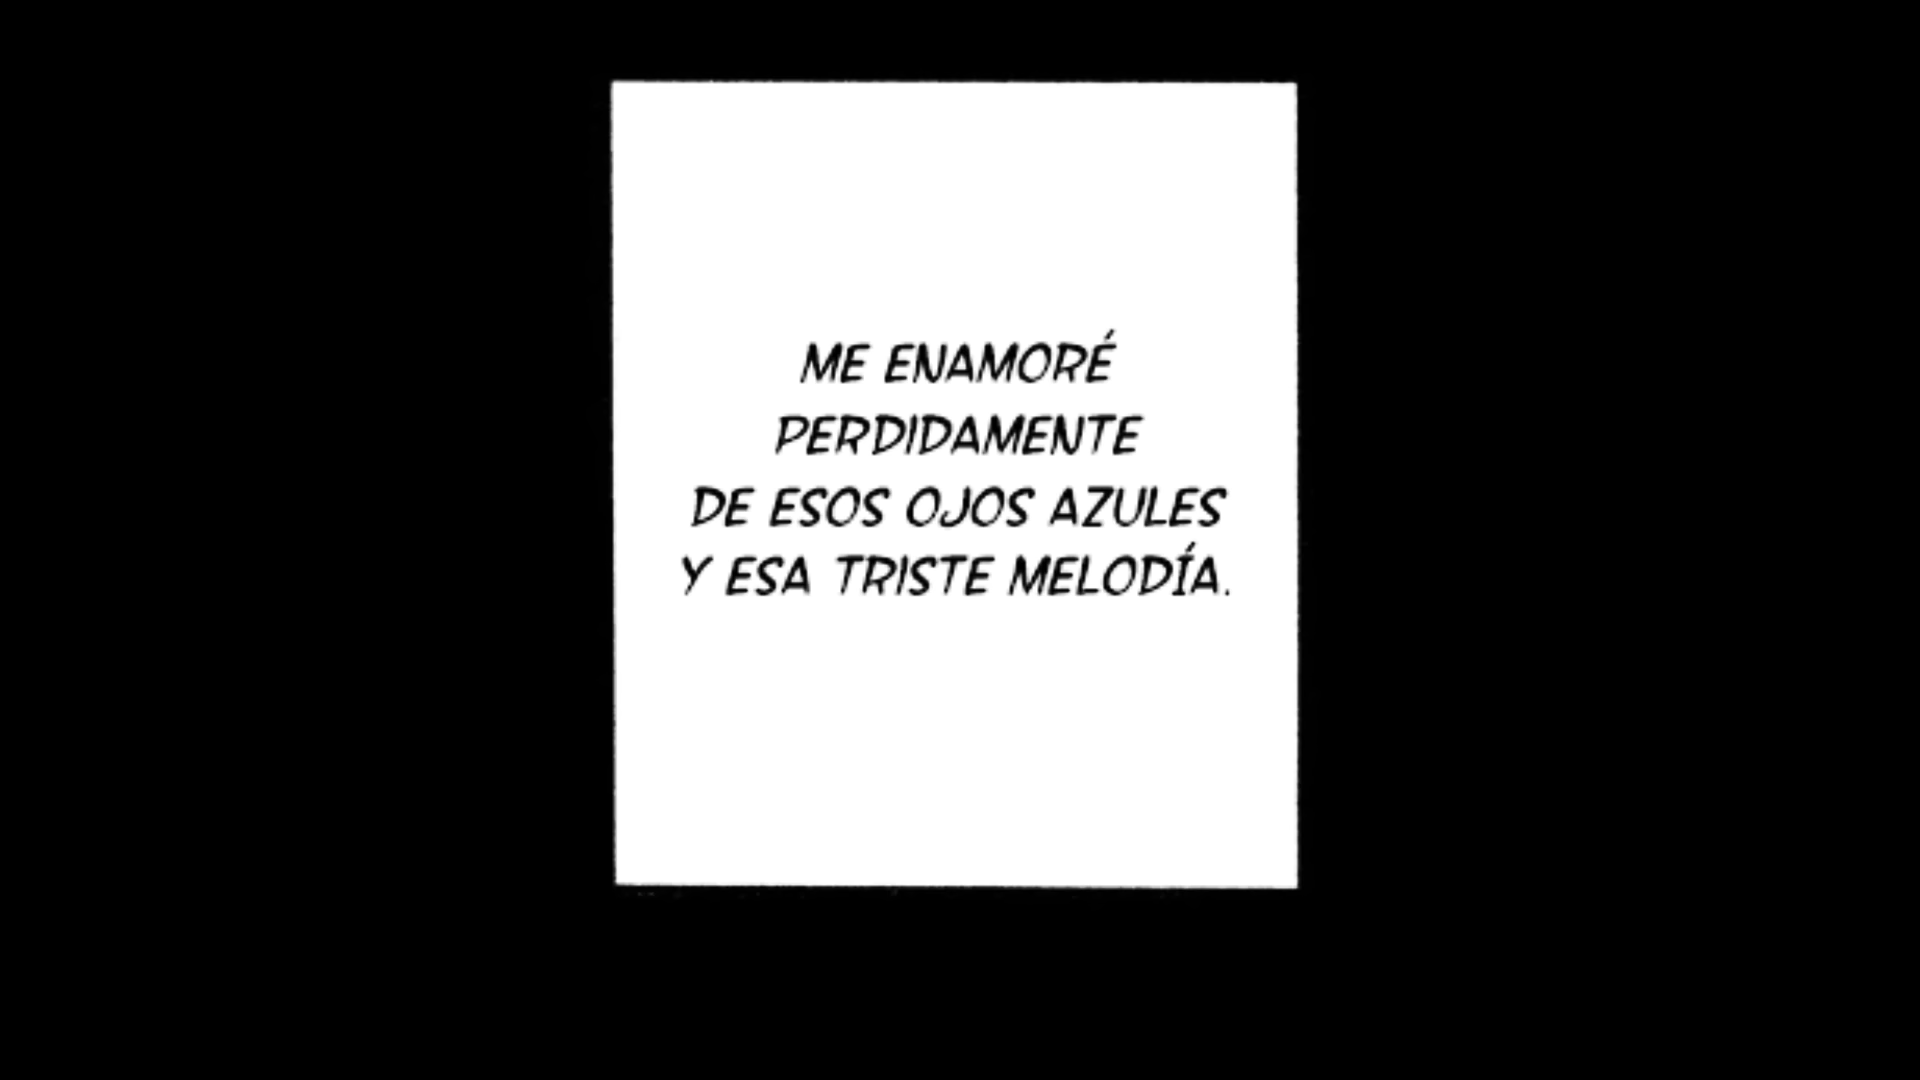 ME ENAMORÉ
PERDIDAMENTE
DE ESOS OJOS AZULES
Y ESA TRISTE MELODÍA.